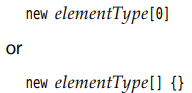 new elementType[0]
or
new elementType[] {}